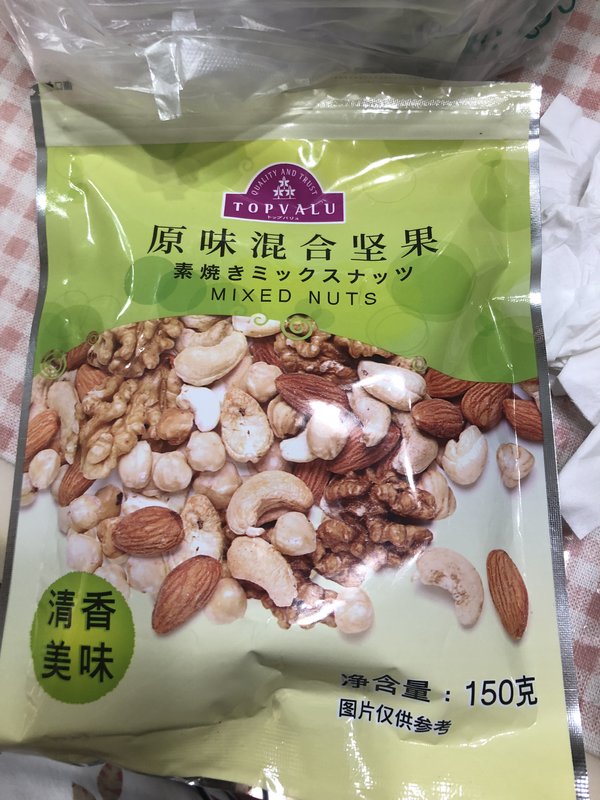 QUALITY AND TRUST
TOPVALU
トップバリュ
原味混合坚果
素焼きミックスナッツ
MIXED NUTS
清香
美味
净含量：150克
图片仅供参考